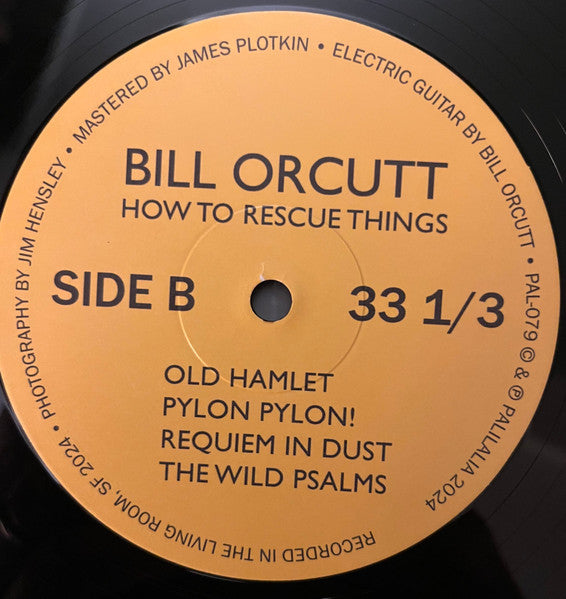 BILL ORCUTT
HOW TO RESCUE THINGS
SIDE B
33 1/3
OLD HAMLET
PYLON PYLON!
REQUIEM IN DUST
THE WILD PSALMS
RECORDED IN THE LIVING ROOM, SF 2024 • PHOTOGRAPHY BY JIM HENSLEY • MASTERED BY JAMES PLOTKIN • ELECTRIC GUITAR BY BILL ORCUTT • PAL-079 © & ℗ PALILALIA 2024